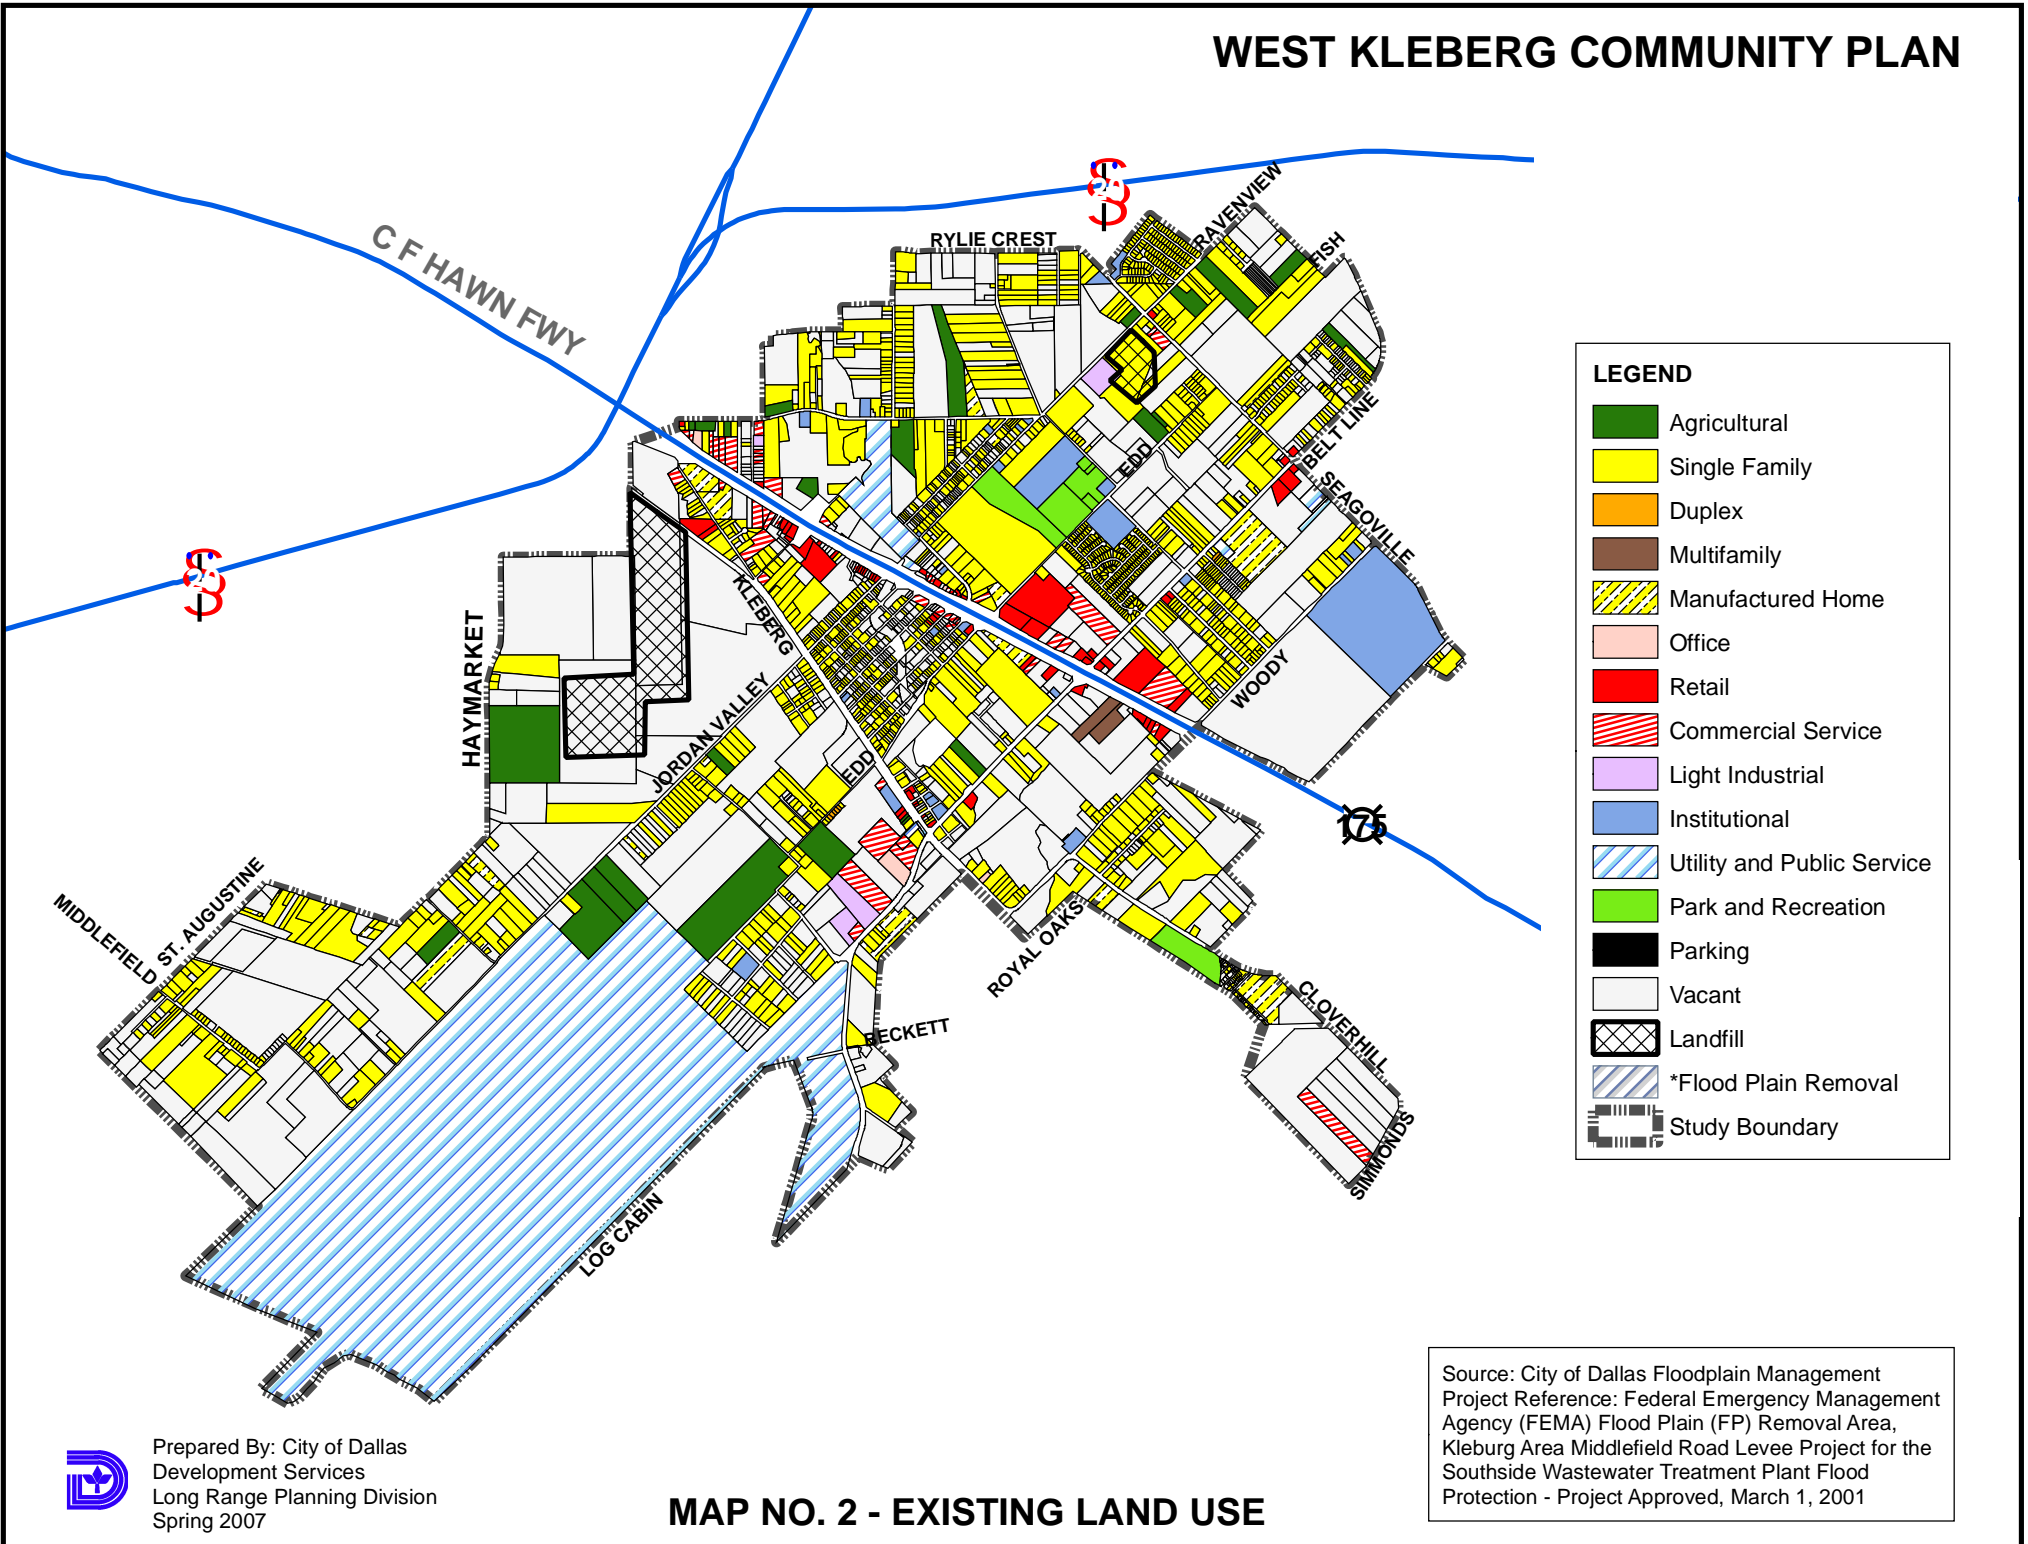 WEST KLEBERG COMMUNITY PLAN
RAVENVIEW
RYLIE CREST
FISH
C F HAWN FWY
LEGEND
Agricultural
Single Family
Duplex
Multifamily
Manufactured Home
Office
Retail
Commercial Service
Light Industrial
Institutional
Utility and Public Service
Park and Recreation
Parking
Vacant
Landfill
*Flood Plain Removal
Study Boundary
BELT LINE
EDD
SEAGOVILLE
KLEBERG
HAYMARKET
WOODY
JORDAN VALLEY
EDD
175
ST. AUGUSTINE
MIDDLEFIELD
ROYAL OAKS
CLOVERHILL
BECKETT
SIMMONDS
LOG CABIN
Source: City of Dallas Floodplain Management
Project Reference: Federal Emergency Management
Agency (FEMA) Flood Plain (FP) Removal Area,
Kleburg Area Middlefield Road Levee Project for the
Southside Wastewater Treatment Plant Flood
Protection - Project Approved, March 1, 2001
Prepared By: City of Dallas
Development Services
Long Range Planning Division
Spring 2007
MAP NO. 2 - EXISTING LAND USE